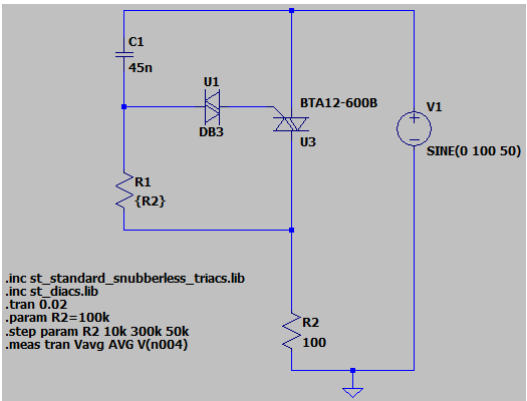 C1
45n
U1
DB3
BTA12-600B
U3
V1
SINE(0 100 50)
R1
{R2}
.inc st_standard_snubberless_triacs.lib
.inc st_diacs.lib
.tran 0.02
.param R2=100k
.step param R2 10k 300k 50k
.meas tran Vavg AVG V(n004)
R2
100